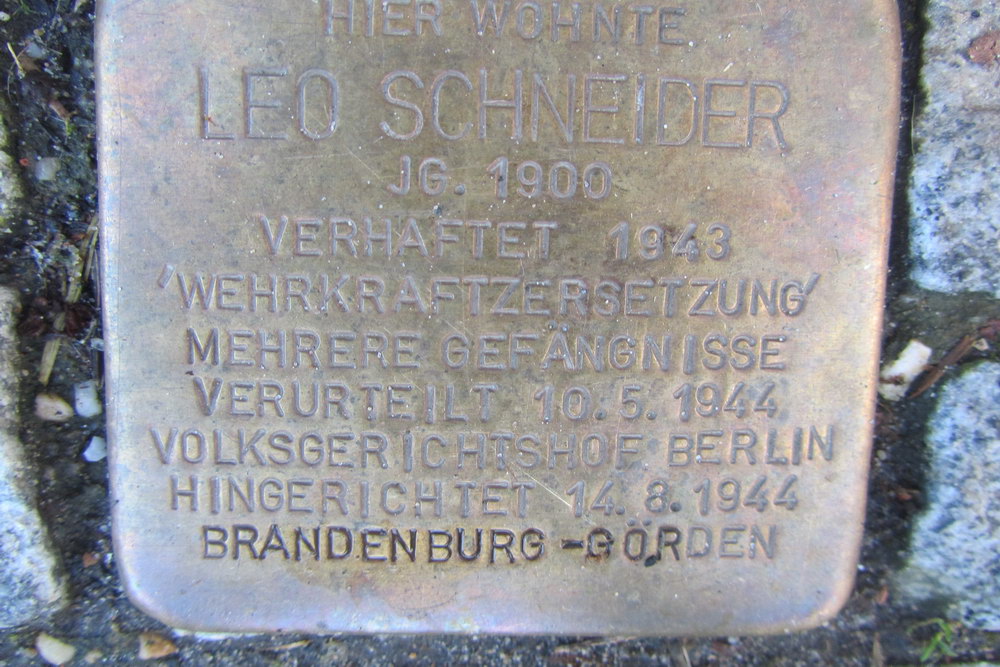 HIER WOHNTE
LEO SCHNEIDER
JG. 1900
VERHAFTET 1943
'WEHRKRAFTZERSETZUNG'
MEHRERE GEFÄNGNISSE
VERURTEILT 10.5.1944
VOLKSGERICHTSHOF BERLIN
HINGERICHTET 14.8.1944
BRANDENBURG-GÖRDEN